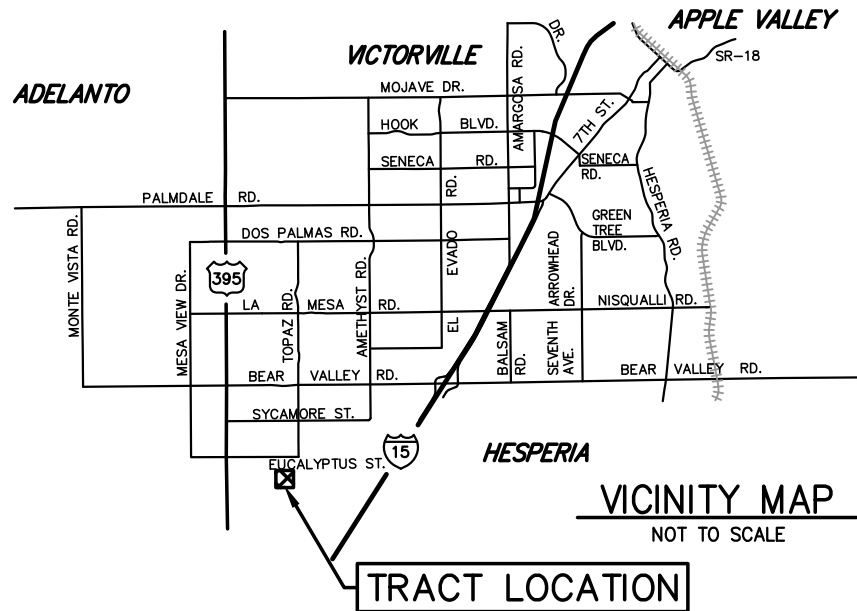 APPLE VALLEY
VICTORVILLE
ADELANTO
SR-18
DR.
AMARGOSA RD.
MOJAVE DR.
7TH ST.
HOOK BLVD.
SENECA RD.
SENECA
RD.
HESPERIA RD.
PALMDALE RD.
GREEN
TREE
BLVD.
DOS PALMAS RD.
EL EVADO RD.
MONTE VISTA RD.
MESA VIEW DR.
395
TOPAZ RD.
AMETHYST RD.
ARROWHEAD
DR.
LA MESA RD.
NISQUALLI RD.
BALSAM
RD.
SEVENTH
AVE.
BEAR VALLEY RD.
BEAR VALLEY RD.
SYCAMORE ST.
15
HESPERIA
EUCALYPTUS ST.
VICINITY MAP
NOT TO SCALE
TRACT LOCATION